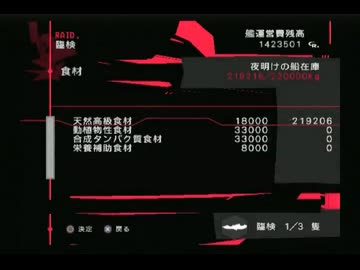 RAID.
臨検
食材
艦運営費残高
1423501 Cr.
夜明けの船在庫
219216/220000Kg
天然高級食材 18000 219206
動植物性食材 33000 0
合成タンパク質食材 33000 0
栄養補助食材 8000 0
決定 戻る
臨検 1/3 隻